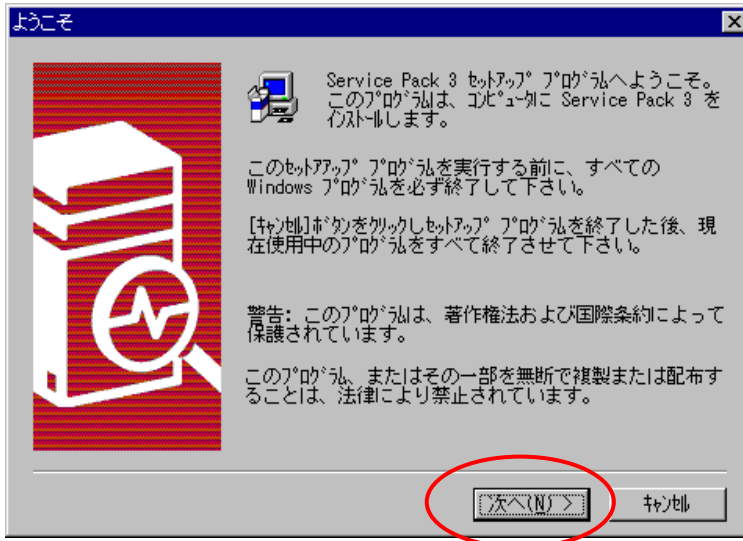 ようこそ
Service Pack 3 ｾｯﾄｱｯﾌﾟ ﾌﾟﾛｸﾞﾗﾑへようこそ。
このﾌﾟﾛｸﾞﾗﾑは、ｺﾝﾋﾟｭｰﾀに Service Pack 3 を
ｲﾝｽﾄｰﾙします。
このｾｯﾄｱｯﾌﾟ ﾌﾟﾛｸﾞﾗﾑを実行する前に、すべての
Windows ﾌﾟﾛｸﾞﾗﾑを必ず終了して下さい。
[ｷｬﾝｾﾙ]ﾎﾞﾀﾝをｸﾘｯｸしｾｯﾄｱｯﾌﾟ ﾌﾟﾛｸﾞﾗﾑを終了した後、現
在使用中のﾌﾟﾛｸﾞﾗﾑをすべて終了させて下さい。
警告: このﾌﾟﾛｸﾞﾗﾑは、著作権法および国際条約によって
保護されています。
このﾌﾟﾛｸﾞﾗﾑ、またはその一部を無断で複製または配布す
ることは、法律により禁止されています。
次へ(N) >
ｷｬﾝｾﾙ